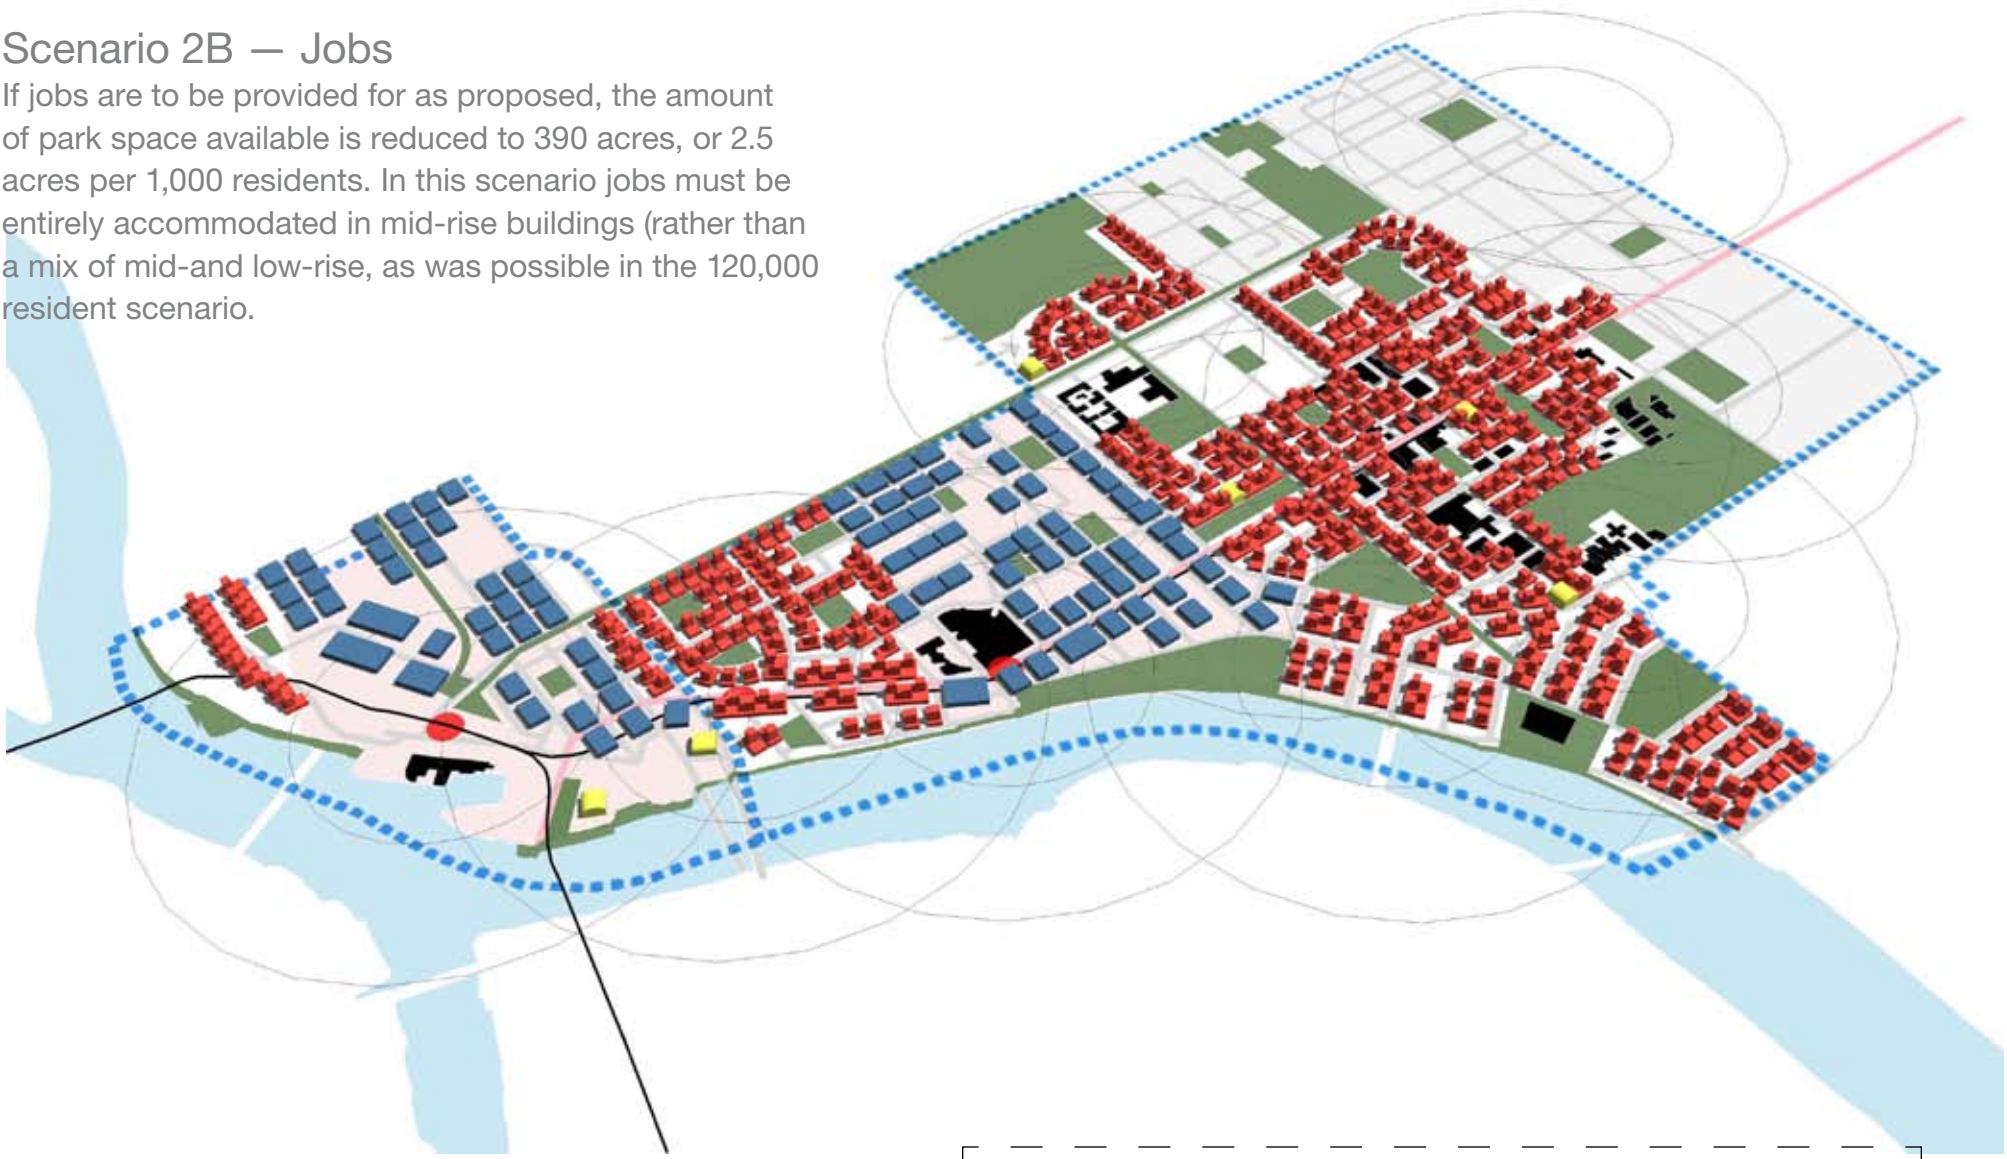 Scenario 2B — Jobs
If jobs are to be provided for as proposed, the amount
of park space available is reduced to 390 acres, or 2.5
acres per 1,000 residents. In this scenario jobs must be
entirely accommodated in mid-rise buildings (rather than
a mix of mid-and low-rise, as was possible in the 120,000
resident scenario.